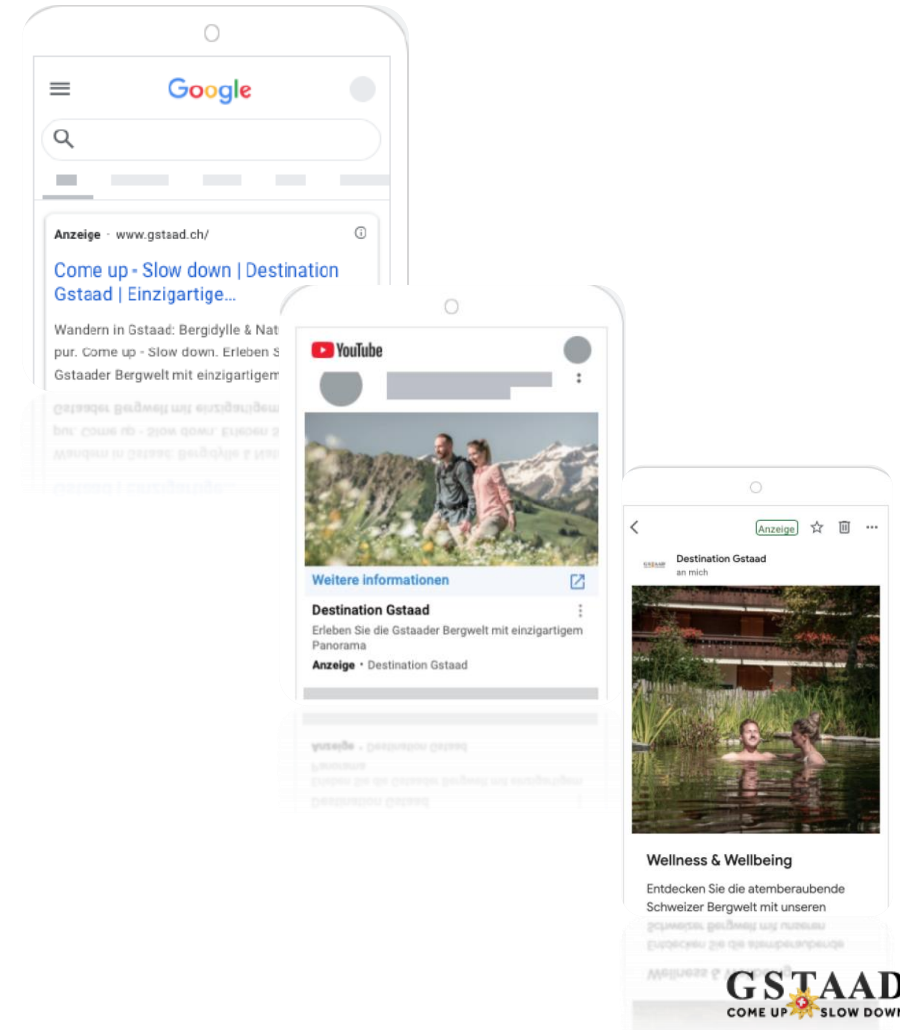 Google
Anzeige · www.gstaad.ch/
Come up - Slow down | Destination
Gstaad | Einzigartige...
Wandern in Gstaad: Bergidylle & Nat
pur. Come up - Slow down. Erleben S
Gstaader Bergwelt mit einzigartigem
YouTube
Weitere informationen
Destination Gstaad
Erleben Sie die Gstaader Bergwelt mit einzigartigem
Panorama
Anzeige • Destination Gstaad
Anzeige
Destination Gstaad
an mich
Wellness & Wellbeing
Entdecken Sie die atemberaubende
Schweizer Bergwelt mit unseren
GSTAAD
COME UP SLOW DOWN